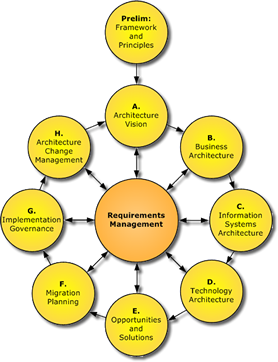 Prelim:
Framework
and
Principles
A.
Architecture
Vision
H.
Architecture
Change
Management
B.
Business
Architecture
G.
Implementation
Governance
Requirements
Management
C.
Information
Systems
Architecture
F.
Migration
Planning
D.
Technology
Architecture
E.
Opportunities
and
Solutions